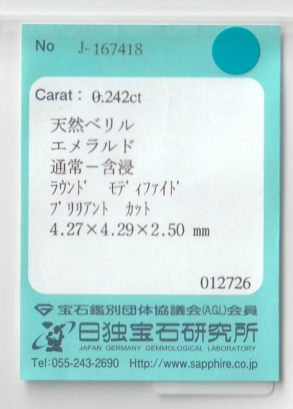 No J-167418
Carat: 0.242ct
天然ベリル
エメラルド
通常－含浸
ﾗｳﾝﾄﾞ ﾓﾃﾞｨﾌｧｲﾄﾞ
ﾌﾞﾘﾘｱﾝﾄ ｶｯﾄ
4.27×4.29×2.50 mm
012726
宝石鑑別団体協議会(AGL)会員
日独宝石研究所
JAPAN GERMANY GEMMOLOGICAL LABORATORY
Tel:055-243-2690 Http://www.sapphire.co.jp